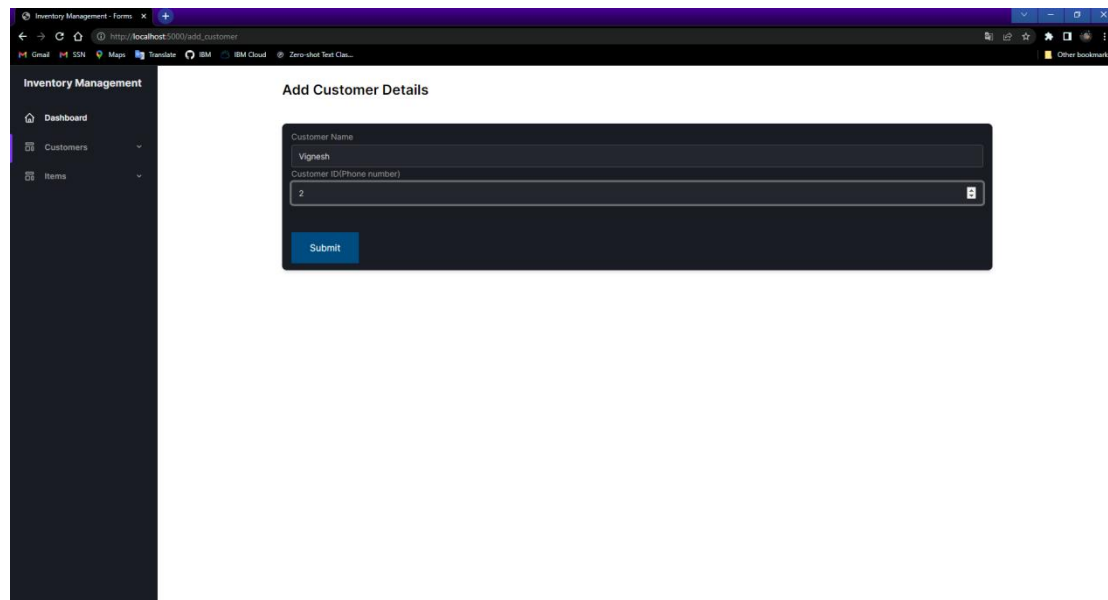 Inventory Management - Forms
http://localhost:5000/add_customer
Gmail SSN Maps Translate IBM IBM Cloud Zero-shot Text Clas... Other bookmark
Inventory Management
Dashboard
Customers
Items
Add Customer Details
Customer Name
Vignesh
Customer ID(Phone number)
2
Submit